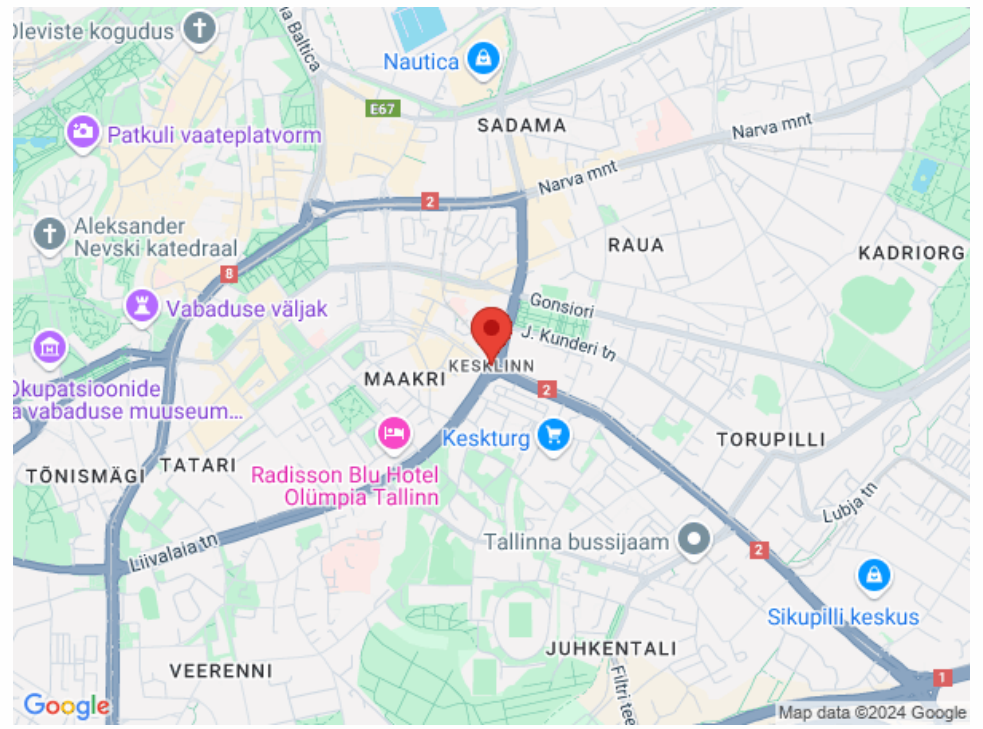 Oleviste kogudus
ia Baltica
Nautica
E67
SADAMA
Narva mnt
Patkuli vaateplatvorm
Narva mnt
2
Aleksander
Nevski katedraal
RAUA
KADRIORG
8
Vabaduse väljak
Gonsiori
J. Kunderi tn
KESKLINN
MAAKRI
2
Okupatsioonide
a vabaduse muuseum...
Keskturg
TORUPILLI
TÕNISMÄGI
TATARI
Radisson Blu Hotel
Olümpia Tallinn
Lubja tn
Liivalaia tn
Tallinna bussijaam
2
Sikupilli keskus
JUHKENTALI
VEERENNI
Filtri tee
1
Google
Map data ©2024 Google